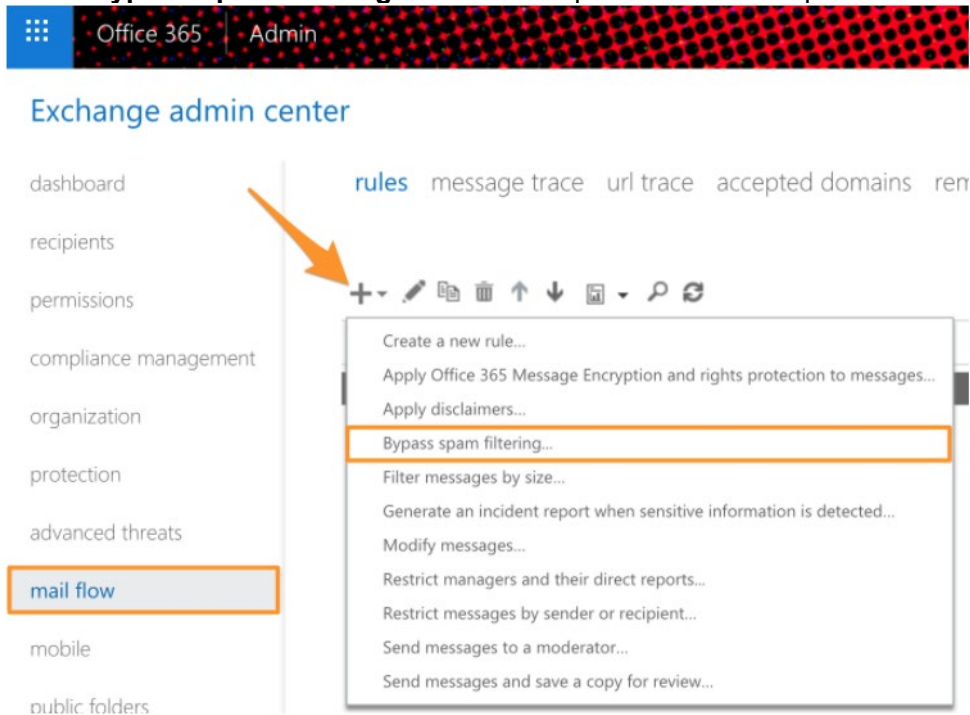 Office 365 Admin
Exchange admin center
dashboard
recipients
permissions
compliance management
organization
protection
advanced threats
mail flow
mobile
public folders
rules message trace url trace accepted domains
Create a new rule...
Apply Office 365 Message Encryption and rights protection to messages...
Apply disclaimers...
Bypass spam filtering...
Filter messages by size...
Generate an incident report when sensitive information is detected...
Modify messages...
Restrict managers and their direct reports...
Restrict messages by sender or recipient...
Send messages to a moderator...
Send messages and save a copy for review...